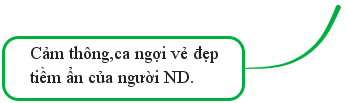 Cảm thông,ca ngợi vẻ đẹp
tiềm ẩn của người ND.